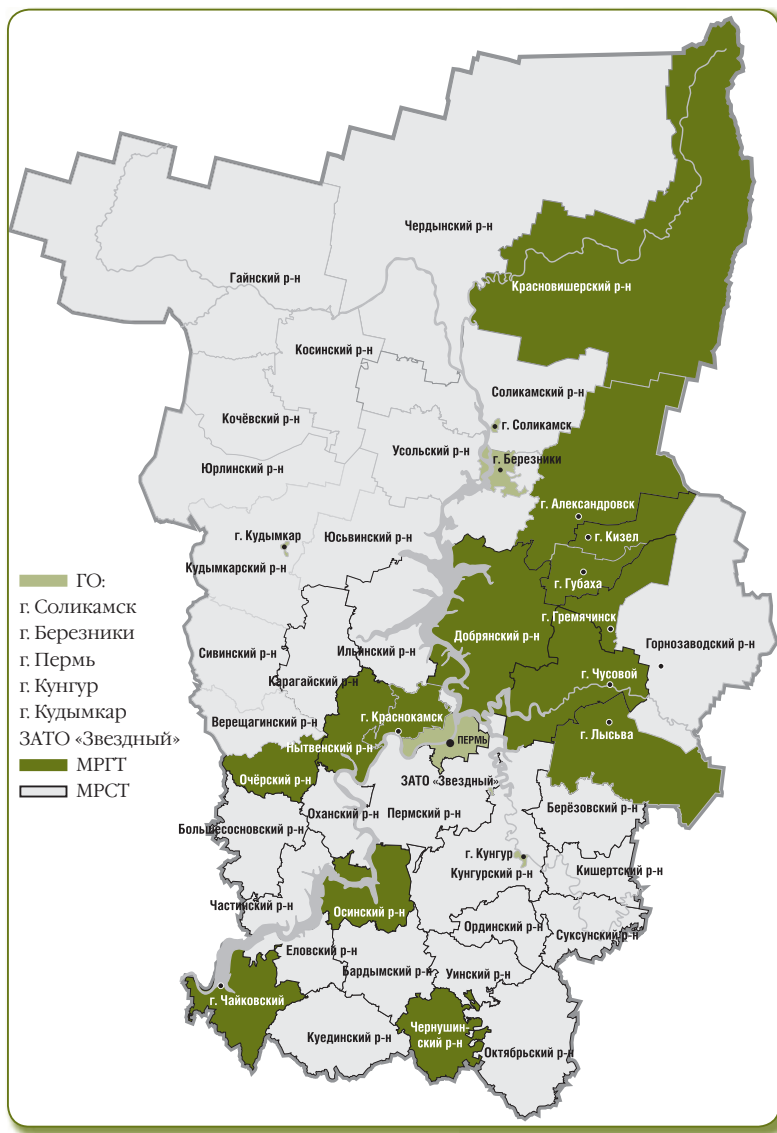 Чердынский р-н
Гайнский р-н
Красновишерский р-н
Косинский р-н
Соликамский р-н
Кочёвский р-н
г. Соликамск
Усольский р-н
г. Березники
Юрлинский р-н
г. Александровск
г. Кудымкар
Юсьвинский р-н
г. Кизел
Кудымкарский р-н
г. Губаха
г. Гремячинск
Добрянский р-н
Горнозаводский р-н
Сивинский р-н
Ильинский р-н
Карагайский р-н
г. Чусовой
Верещагинский р-н
г. Краснокамск
г. Лысьва
Нытвенский р-н
ПЕРМЬ
Очёрский р-н
ЗАТО «Звездный»
Большесосновский р-н
Оханский р-н
Пермский р-н
Берёзовский р-н
г. Кунгур
Кунгурский р-н
Кишертский р-н
Частинский р-н
Осинский р-н
Ординский р-н
Суксунский р-н
Еловский р-н
Бардымский р-н
Уинский р-н
г. Чайковский
Куединский р-н
Чернушин-
ский р-н
Октябрьский р-н
ГО:
г. Соликамск
г. Березники
г. Пермь
г. Кунгур
г. Кудымкар
ЗАТО «Звездный»
МРГТ
МРСТ